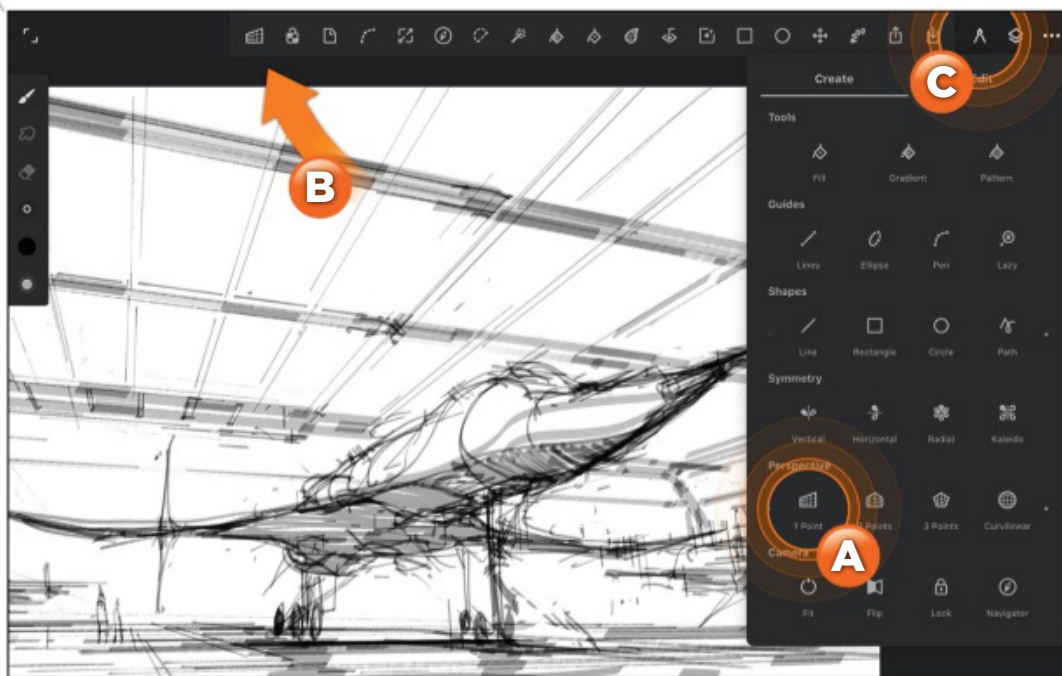 Create Edit
C
Tools
B
Fill Gradient Pattern
Guides
Lines Ellipse Pen Lazy
Shapes
Line Rectangle Circle Path
Symmetry
Vertical Horizontal Radial Kaleido
Perspective
1 Point 2 Points 3 Points Curvilinear
A
Camera
Fit Flip Lock Navigator